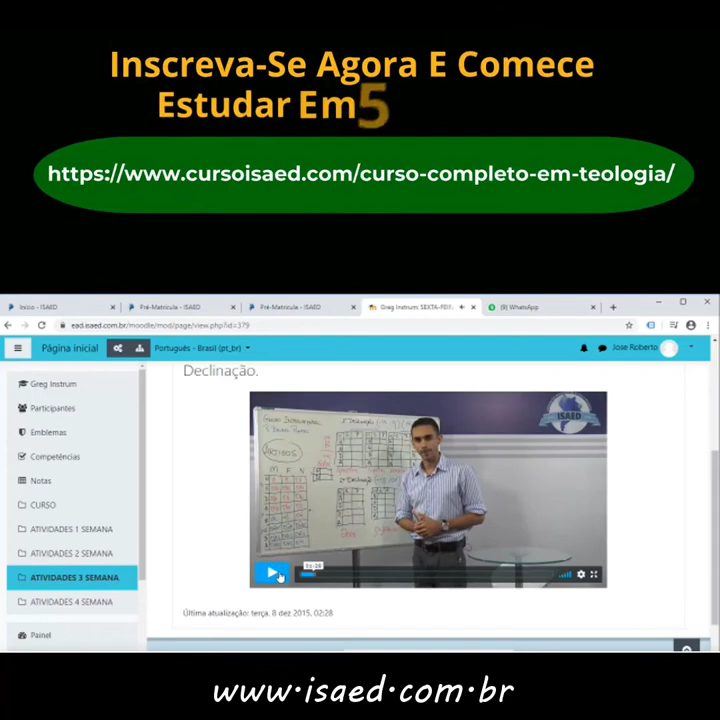 Inscreva-Se Agora E Comece
Estudar Em 5
https://www.cursoisaed.com/curso-completo-em-teologia/
Início - ISAED
Pré-Matrícula - ISAED
Pré-Matrícula - ISAED
Greg Instrum: SEXTA-FEI
(9) WhatsApp
ead.isaed.com.br/moodle/mod/page/view.php?id=379
Página inicial
Português - Brasil (pt_br)
Jose Roberto
Declinação.
Greg Instrum
Participantes
Emblemas
Competências
Notas
CURSO
ATIVIDADES 1 SEMANA
ATIVIDADES 2 SEMANA
ATIVIDADES 3 SEMANA
ATIVIDADES 4 SEMANA
Painel
ISAED
M F N
Última atualização: terça, 8 dez 2015, 02:28
www.isaed.com.br